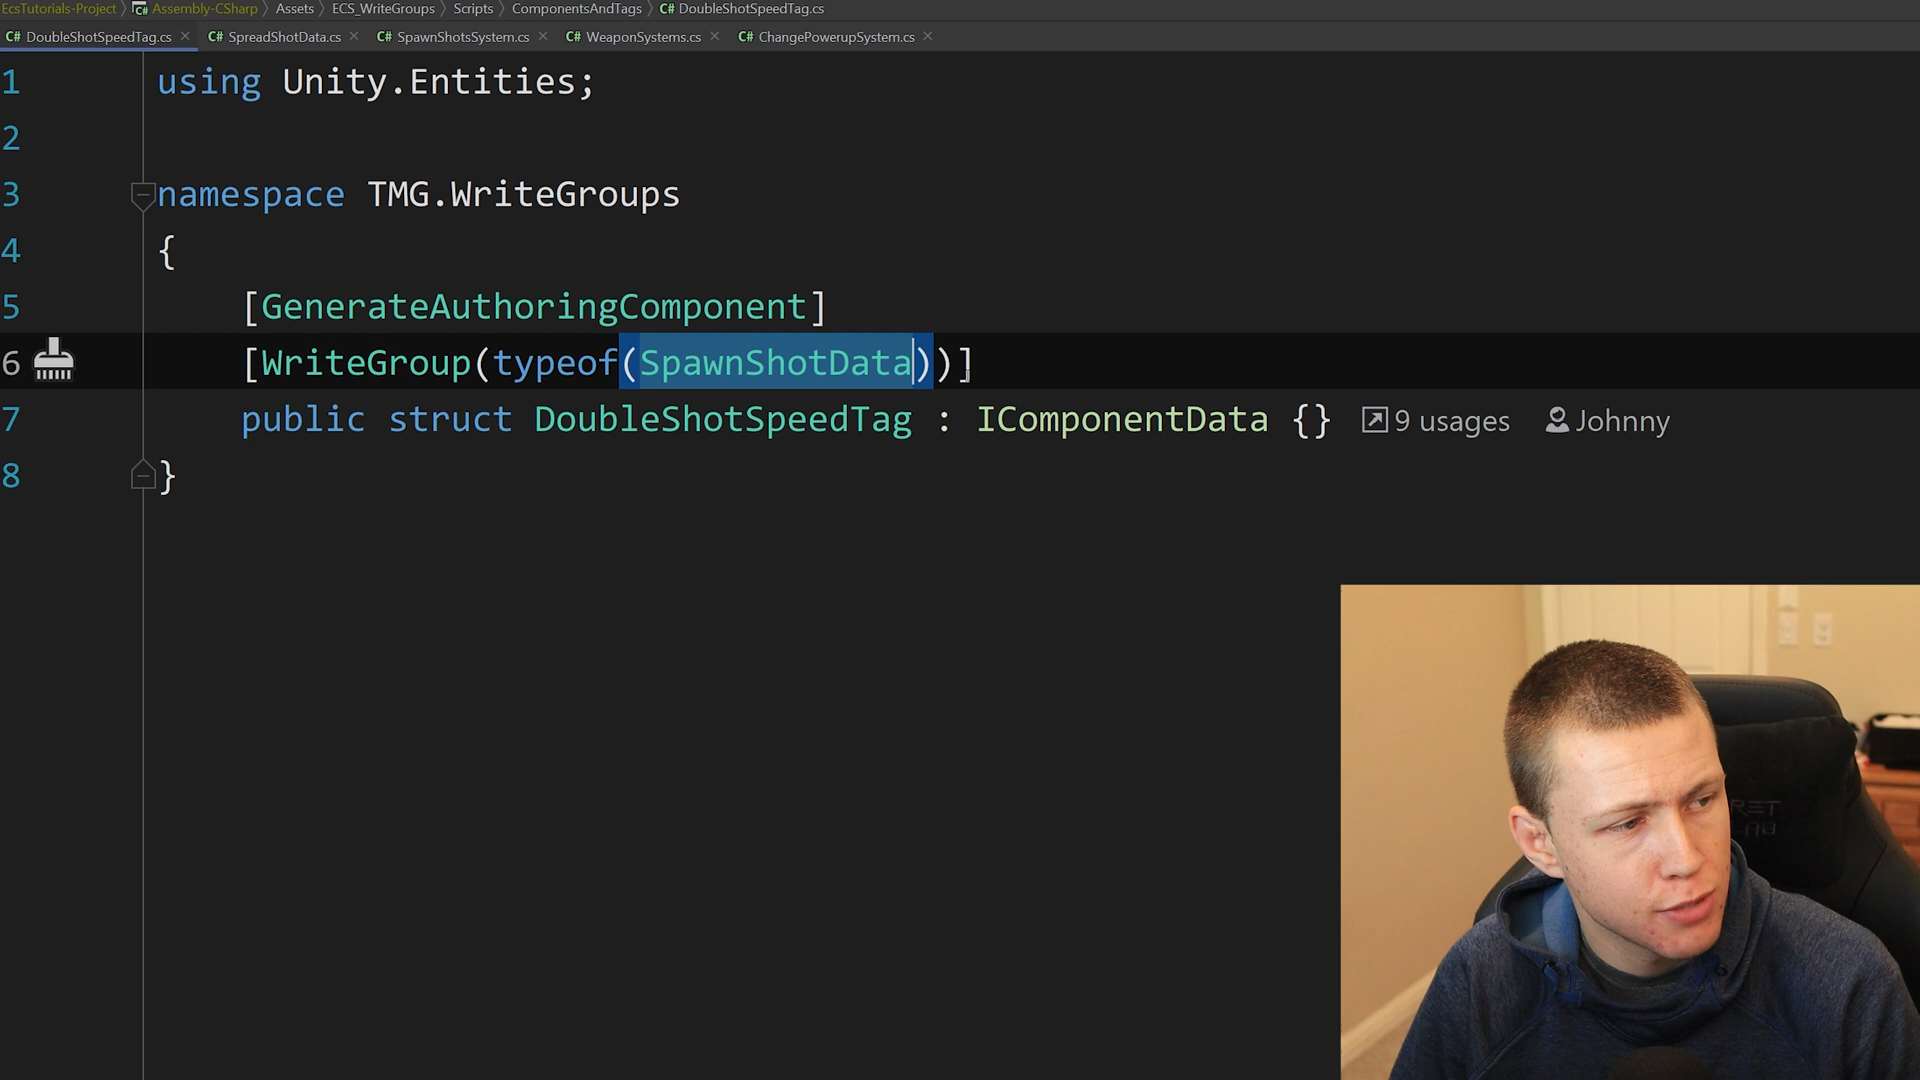 EcsTutorials-Project 〉 Assembly-CSharp 〉 Assets 〉 ECS_WriteGroups 〉 Scripts 〉 ComponentsAndTags 〉 C# DoubleShotSpeedTag.cs
C# DoubleShotSpeedTag.cs × C# SpreadShotData.cs × C# SpawnShotsSystem.cs × C# WeaponSystems.cs × C# ChangePowerupSystem.cs ×
1 using Unity.Entities;
2
3 namespace TMG.WriteGroups
4 {
5 [GenerateAuthoringComponent]
6 [WriteGroup(typeof(SpawnShotData))]
7 public struct DoubleShotSpeedTag : IComponentData {} 9 usages Johnny
8 }